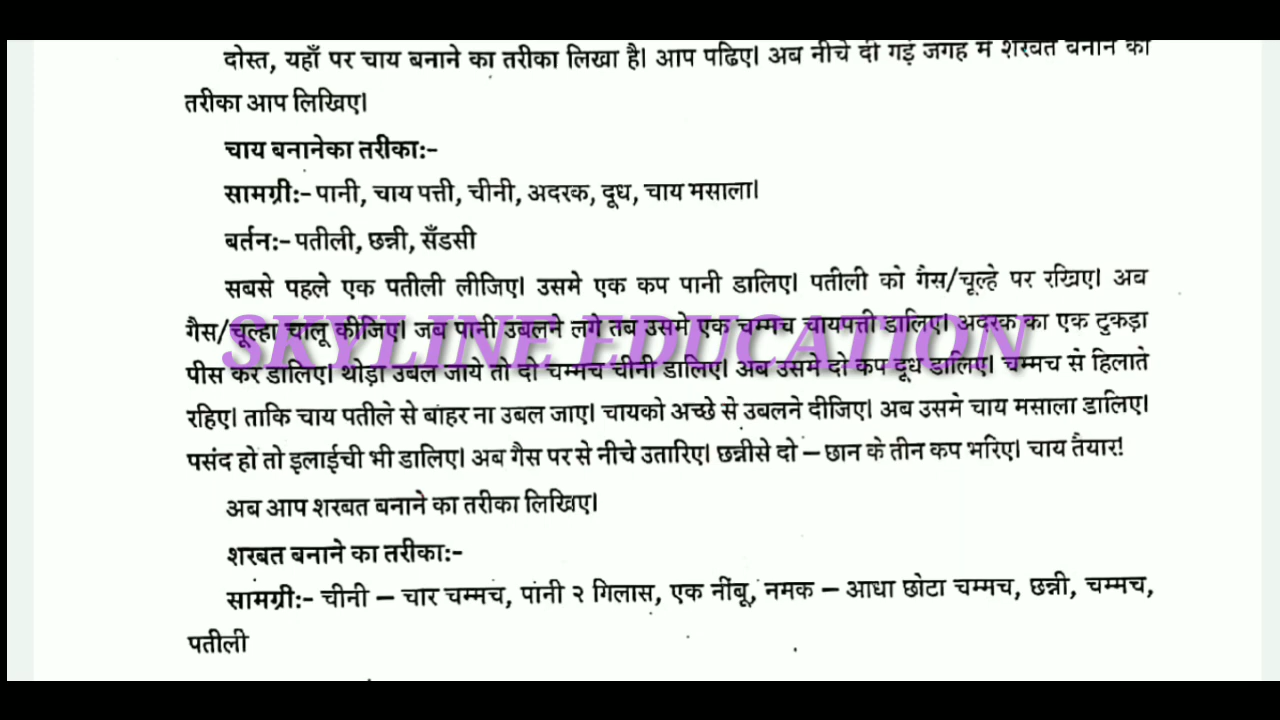 दोस्त, यहाँ पर चाय बनाने का तरीका लिखा है। आप पढिए। अब नीचे दी गई जगह में शरबत बनाने का
तरीका आप लिखिए।
चाय बनानेका तरीका:-
सामग्री:- पानी, चाय पत्ती, चीनी, अदरक, दूध, चाय मसाला।
बर्तन:- पतीली, छन्नी, सँडसी
सबसे पहले एक पतीली लीजिए। उसमे एक कप पानी डालिए। पतीली को गैस/चूल्हे पर रखिए। अब
गैस/चूल्हा चालू कीजिए। जब पानी उबलने लगे तब उसमे एक चम्मच चायपत्ती डालिए। अदरक का एक टुकड़ा
SKYLINE EDUCATION
पीस कर डालिए। थोड़ा उबल जाये तो दो चम्मच चीनी डालिए। अब उसमे दो कप दूध डालिए। चम्मच से हिलाते
रहिए। ताकि चाय पतीले से बाहर ना उबल जाए। चायको अच्छे से उबलने दीजिए। अब उसमे चाय मसाला डालिए।
पसंद हो तो इलाईची भी डालिए। अब गैस पर से नीचे उतारिए। छन्नीसे दो – छान के तीन कप भरिए। चाय तैयार!
अब आप शरबत बनाने का तरीका लिखिए।
शरबत बनाने का तरीका:-
सामग्री:- चीनी – चार चम्मच, पानी २ गिलास, एक नींबू, नमक – आधा छोटा चम्मच, छन्नी, चम्मच,
पतीली